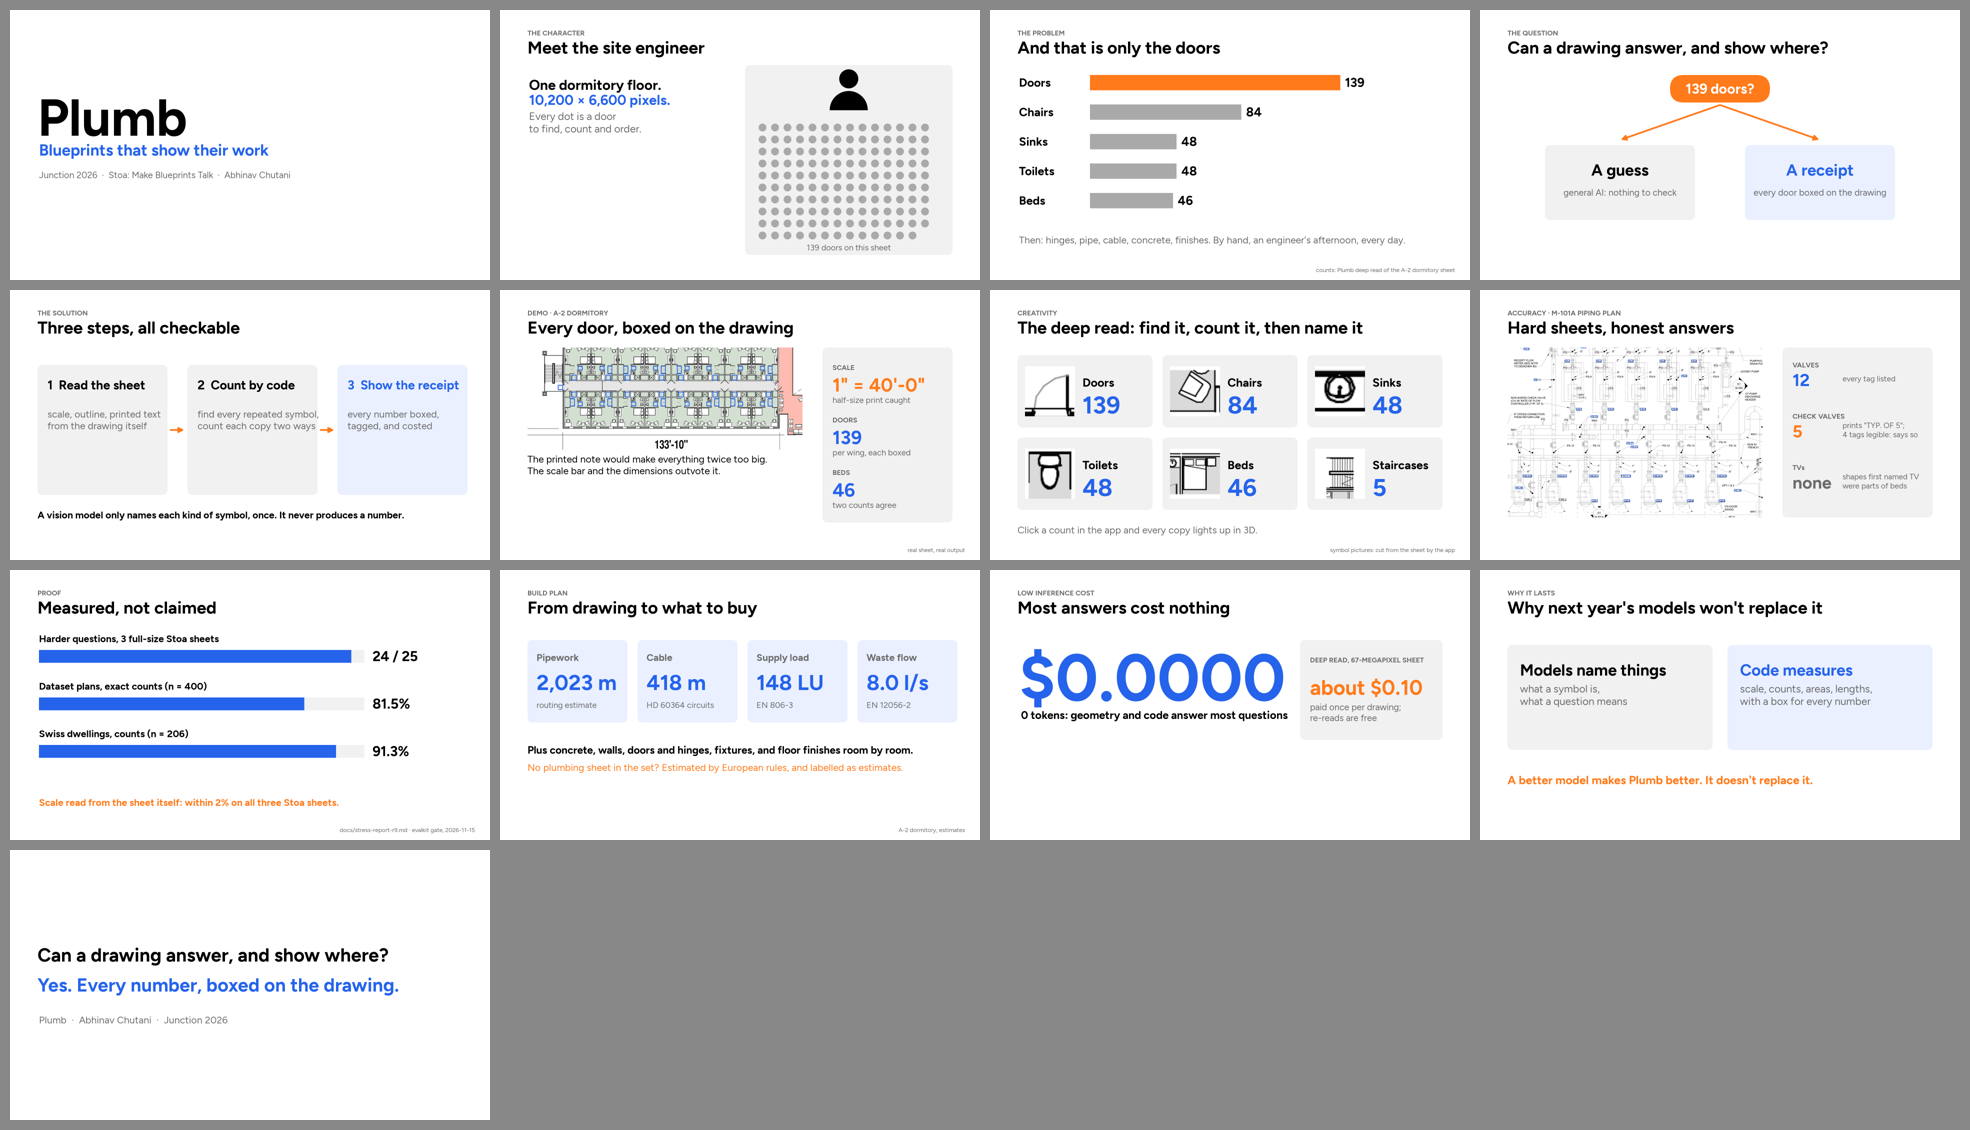 Plumb
Blueprints that show their work
Junction 2026 · Stoa: Make Blueprints Talk · Abhinav Chutani
THE CHARACTER
Meet the site engineer
One dormitory floor.
10,200 × 6,600 pixels.
Every dot is a door
to find, count and order.
139 doors on this sheet
THE PROBLEM
And that is only the doors
Doors 139
Chairs 84
Sinks 48
Toilets 48
Beds 46
Then: hinges, pipe, cable, concrete, finishes. By hand, an engineer's afternoon, every day.
counts: Plumb deep read of the A-2 dormitory sheet
THE QUESTION
Can a drawing answer, and show where?
139 doors?
A guess
general AI: nothing to check
A receipt
every door boxed on the drawing
THE SOLUTION
Three steps, all checkable
1 Read the sheet
scale, outline, printed text
from the drawing itself
2 Count by code
find every repeated symbol,
count each copy two ways
3 Show the receipt
every number boxed,
tagged, and costed
A vision model only names each kind of symbol, once. It never produces a number.
DEMO · A-2 DORMITORY
Every door, boxed on the drawing
133'-10"
The printed note would make everything twice too big.
The scale bar and the dimensions outvote it.
SCALE
1" = 40'-0"
half-size print caught
DOORS
139
per wing, each boxed
BEDS
46
two counts agree
real sheet, real output
CREATIVITY
The deep read: find it, count it, then name it
Doors
139
Chairs
84
Sinks
48
Toilets
48
Beds
46
Staircases
5
Click a count in the app and every copy lights up in 3D.
symbol pictures: cut from the sheet by the app
ACCURACY · M-101A PIPING PLAN
Hard sheets, honest answers
VALVES
12
every tag listed
CHECK VALVES
5
prints "TYP. OF 5";
4 tags legible: says so
TVs
none
shapes first named TV
were parts of beds
PROOF
Measured, not claimed
Harder questions, 3 full-size Stoa sheets
24 / 25
Dataset plans, exact counts (n = 400)
81.5%
Swiss dwellings, counts (n = 206)
91.3%
Scale read from the sheet itself: within 2% on all three Stoa sheets.
docs/stress-report-r9.md · evalkit gate, 2026-11-15
BUILD PLAN
From drawing to what to buy
Pipework
2,023 m
routing estimate
Cable
418 m
HD 60364 circuits
Supply load
148 LU
EN 806-3
Waste flow
8.0 l/s
EN 12056-2
Plus concrete, walls, doors and hinges, fixtures, and floor finishes room by room.
No plumbing sheet in the set? Estimated by European rules, and labelled as estimates.
A-2 dormitory, estimates
LOW INFERENCE COST
Most answers cost nothing
$0.0000
0 tokens: geometry and code answer most questions
DEEP READ, 67-MEGAPIXEL SHEET
about $0.10
paid once per drawing;
re-reads are free
WHY IT LASTS
Why next year's models won't replace it
Models name things
what a symbol is,
what a question means
Code measures
scale, counts, areas, lengths,
with a box for every number
A better model makes Plumb better. It doesn't replace it.
Can a drawing answer, and show where?
Yes. Every number, boxed on the drawing.
Plumb · Abhinav Chutani · Junction 2026